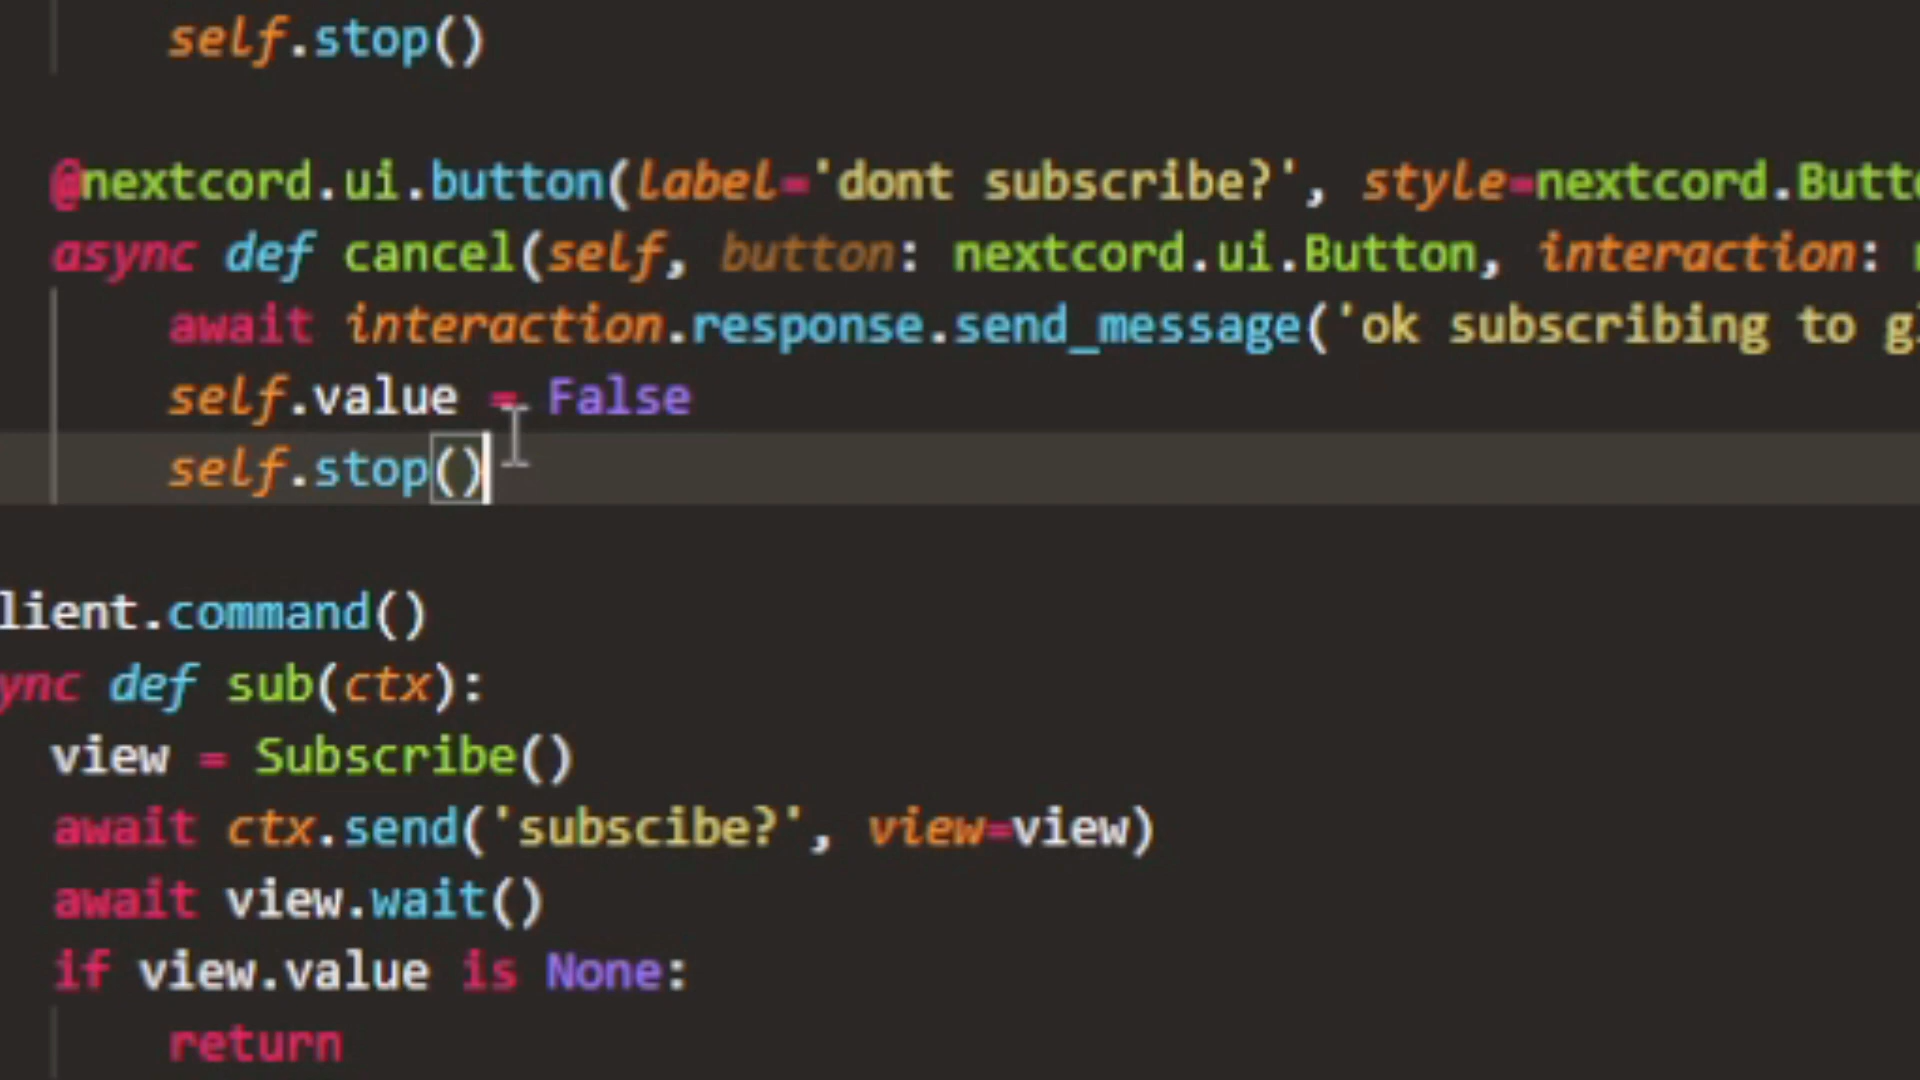 self.stop()
@nextcord.ui.button(label='dont subscribe?', style=nextcord.Butt
async def cancel(self, button: nextcord.ui.Button, interaction:
await interaction.response.send_message('ok subscribing to g
self.value = False
self.stop()
lient.command()
ync def sub(ctx):
view = Subscribe()
await ctx.send('subscibe?', view=view)
await view.wait()
if view.value is None:
return